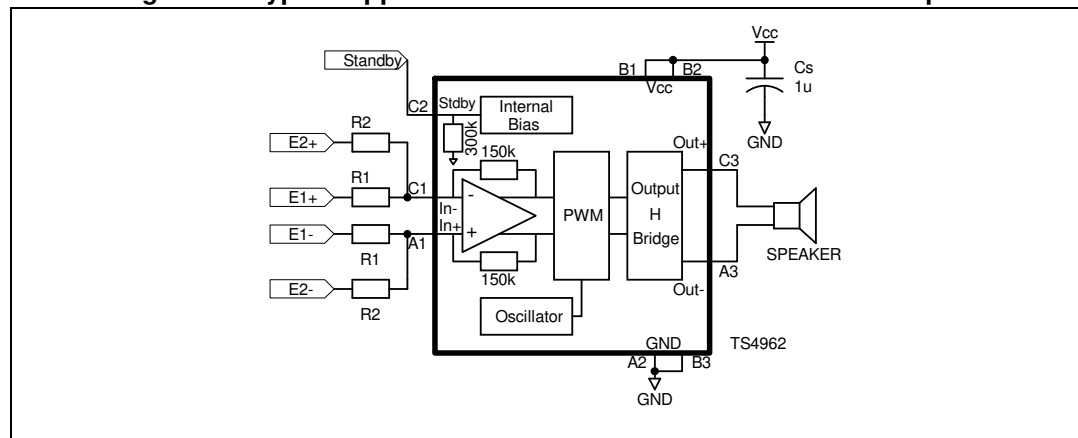 Vcc
Standby
B1
B2
Vcc
Cs
1u
GND
C2
Stdby
Internal
Bias
300k
R2
E2+
150k
Out+
C3
R1
E1+
C1
-
In-
In+
+
PWM
Output
H
Bridge
E1-
A1
R1
SPEAKER
A3
150k
E2-
R2
Out-
Oscillator
GND
TS4962
A2
B3
GND